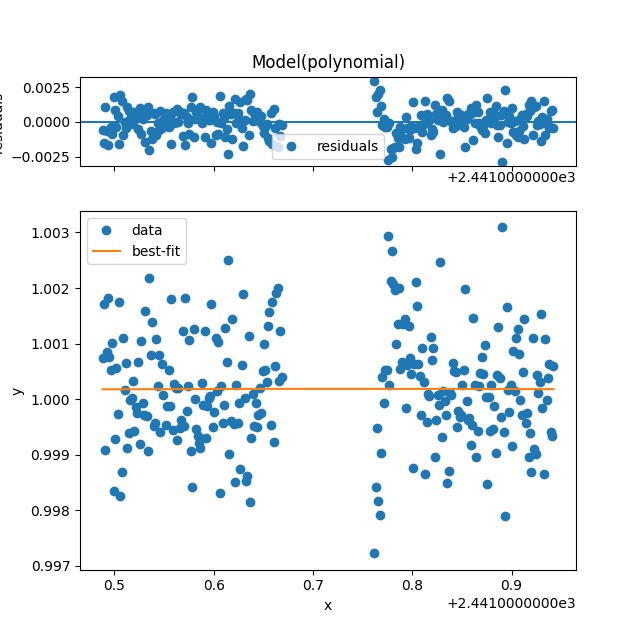 Model(polynomial)
0.0025
0.0000
−0.0025
residuals
+2.4410000000e3
1.003
1.002
1.001
1.000
0.999
0.998
0.997
y
data
best-fit
0.5 0.6 0.7 0.8 0.9
x
+2.4410000000e3